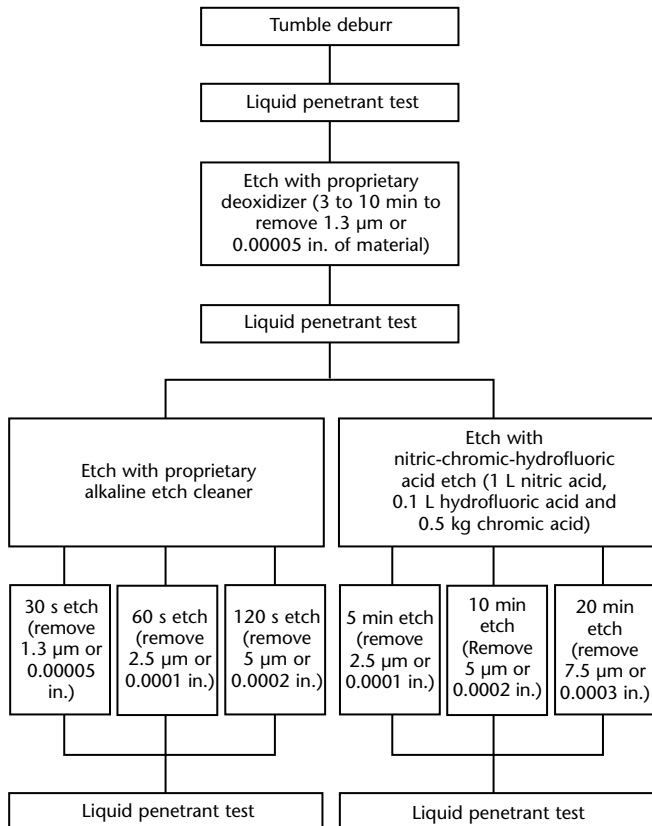 Tumble deburr
Liquid penetrant test
Etch with proprietary
deoxidizer (3 to 10 min to
remove 1.3 µm or
0.00005 in. of material)
Liquid penetrant test
Etch with proprietary
alkaline etch cleaner
Etch with
nitric-chromic-hydrofluoric
acid etch (1 L nitric acid,
0.1 L hydrofluoric acid and
0.5 kg chromic acid)
30 s etch
(remove
1.3 µm or
0.00005
in.)
60 s etch
(remove
2.5 µm or
0.0001 in.)
120 s etch
(remove
5 µm or
0.0002 in.)
5 min etch
(remove
2.5 µm or
0.0001 in.)
10 min
etch
(Remove
5 µm or
0.0002 in.)
20 min
etch
(remove
7.5 µm or
0.0003 in.)
Liquid penetrant test
Liquid penetrant test